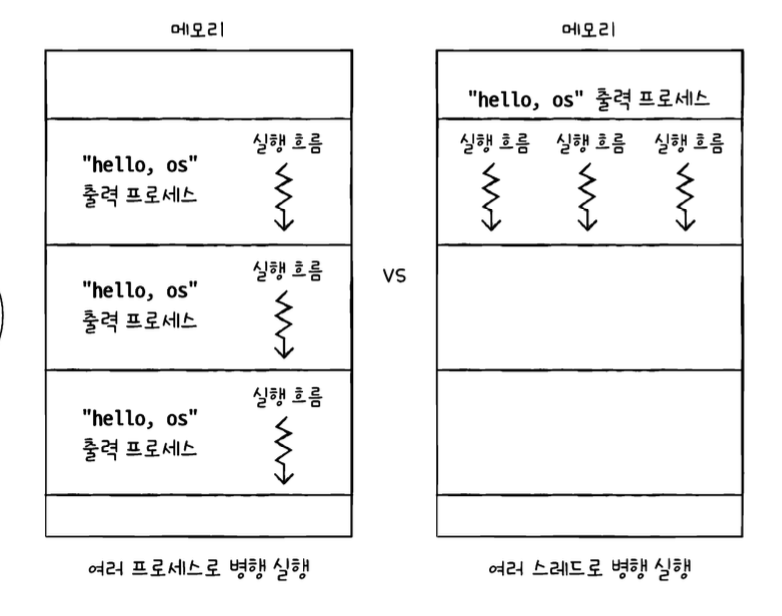 메모리
"hello, os"
출력 프로세스
실행 흐름
"hello, os"
출력 프로세스
실행 흐름
"hello, os"
출력 프로세스
실행 흐름
여러 프로세스로 병행 실행
vs
메모리
"hello, os" 출력 프로세스
실행 흐름 실행 흐름 실행 흐름
여러 스레드로 병행 실행